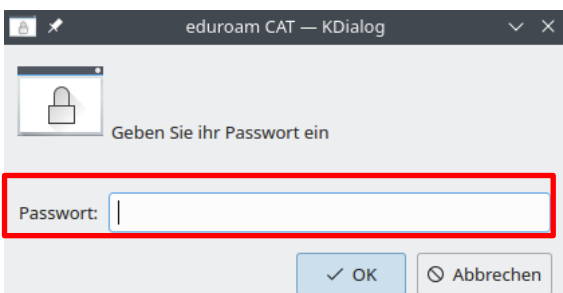 eduroam CAT — KDialog
Geben Sie ihr Passwort ein
Passwort:
OK Abbrechen